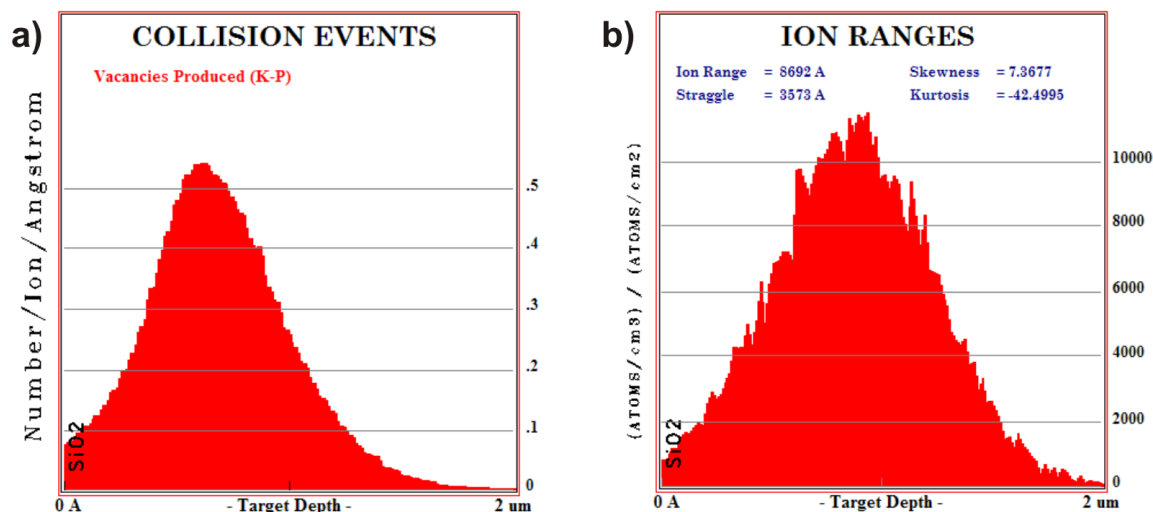 a)
COLLISION EVENTS
Vacancies Produced (K-P)
Number/Ion/Angstrom
.5
.4
.3
.2
.1
0
SiO2
0 A
- Target Depth -
2 um
b)
ION RANGES
Ion Range = 8692 A
Skewness = 7.3677
Straggle = 3573 A
Kurtosis = -42.4995
(ATOMS/cm3) / (ATOMS/cm2)
10000
8000
6000
4000
2000
0
SiO2
0 A
- Target Depth -
2 um